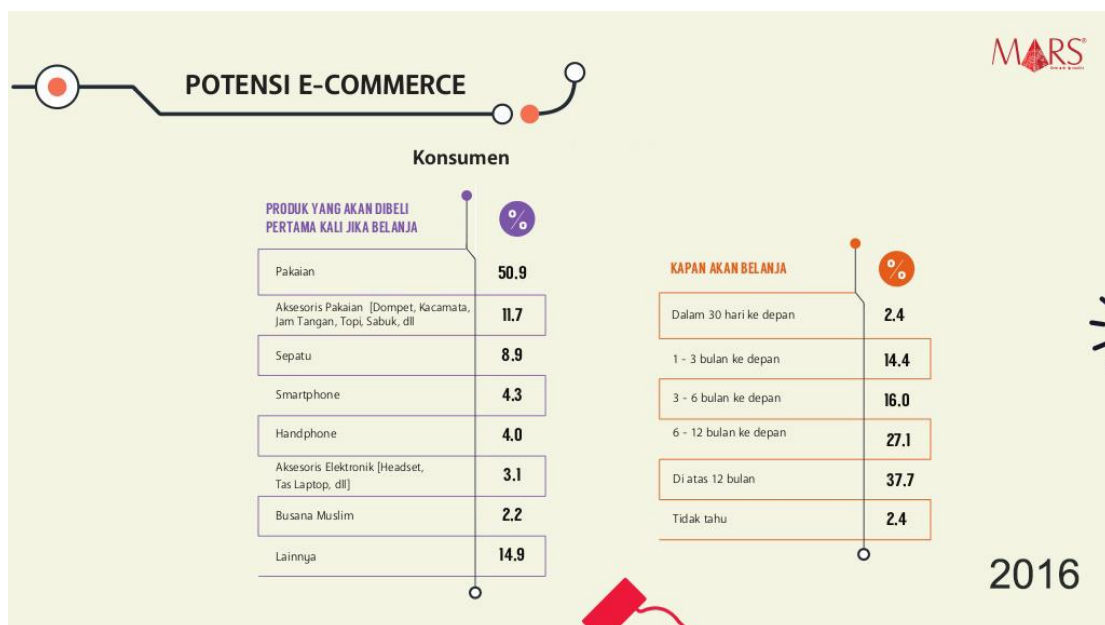 MARS®
POTENSI E-COMMERCE
Konsumen
PRODUK YANG AKAN DIBELI
PERTAMA KALI JIKA BELANJA
%
Pakaian 50.9
Aksesoris Pakaian [Dompet, Kacamata,
Jam Tangan, Topi, Sabuk, dll 11.7
Sepatu 8.9
Smartphone 4.3
Handphone 4.0
Aksesoris Elektronik [Headset,
Tas Laptop, dll] 3.1
Busana Muslim 2.2
Lainnya 14.9
KAPAN AKAN BELANJA %
Dalam 30 hari ke depan 2.4
1 - 3 bulan ke depan 14.4
3 - 6 bulan ke depan 16.0
6 - 12 bulan ke depan 27.1
Di atas 12 bulan 37.7
Tidak tahu 2.4
2016